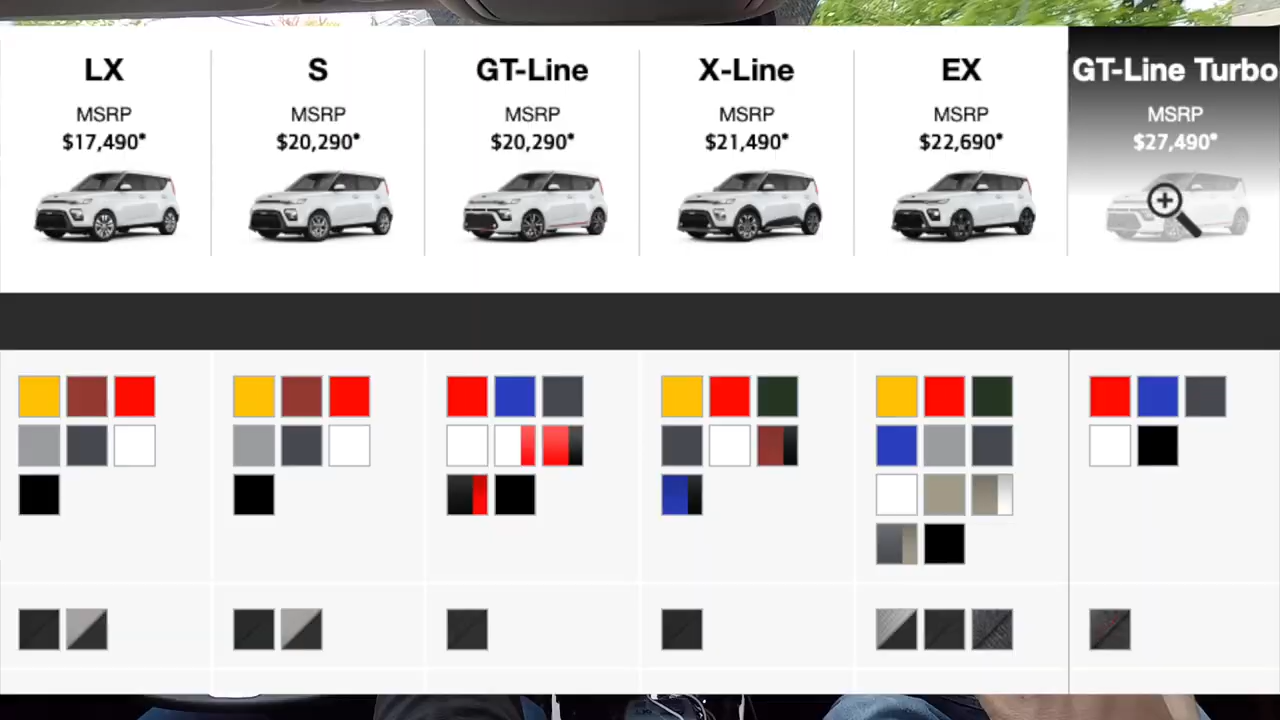 LX
MSRP
$17,490*
S
MSRP
$20,290*
GT-Line
MSRP
$20,290*
X-Line
MSRP
$21,490*
EX
MSRP
$22,690*
GT-Line Turbo
MSRP
$27,490*